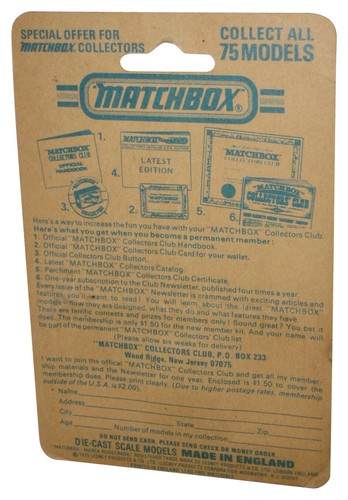 SPECIAL OFFER FOR
MATCHBOX COLLECTORS
COLLECT ALL
75 MODELS
MATCHBOX®
1.
MATCHBOX
COLLECTORS CLUB
OFFICIAL
HANDBOOK
3.
4.
LATEST
EDITION
2.
5.
MATCHBOX
COLLECTORS CLUB
6.
COLLECTORS' CLUB
Here's a way to increase the fun you have with your "MATCHBOX" Collectors Club.
Here's what you get when you become a permanent member:
1. Official "MATCHBOX" Collectors Club Handbook.
2. Official "MATCHBOX" Collectors Club Card for your wallet.
3. Official Collectors Club Button.
4. Latest "MATCHBOX" Collectors Catalog.
5. Parchment "MATCHBOX" Collectors Club Certificate.
6. One-year subscription to the Club Newsletter, published four times a year.
Every issue of the "MATCHBOX" Newsletter is crammed with exciting articles and
features, you'll want to read! You will learn about the latest "MATCHBOX"
models – how they are designed, what they do and what features they have.
There are terrific contests and prizes for members only! Sound great? You bet it
does. The membership is only $1.50 for the new member kit. And your name will
be part of the permanent "MATCHBOX" Collectors' Club list.
(Please allow six weeks for delivery)
"MATCHBOX" COLLECTORS CLUB, P.O. BOX 233
Wood Ridge, New Jersey 07075
I want to join the official "MATCHBOX" Collectors Club and get all my member-
ship materials and the Newsletter for one year. Enclosed is $1.50 to cover the
membership dues. Please print clearly. (Due to higher postage rates, membership
outside of the U.S.A. is $2.00).
Name
Address
City
State
Zip
Age
Number of models in my collection
DO NOT SEND CASH, PLEASE SEND CHECK OR MONEY ORDER.
DIE-CAST SCALE MODELS MADE IN ENGLAND